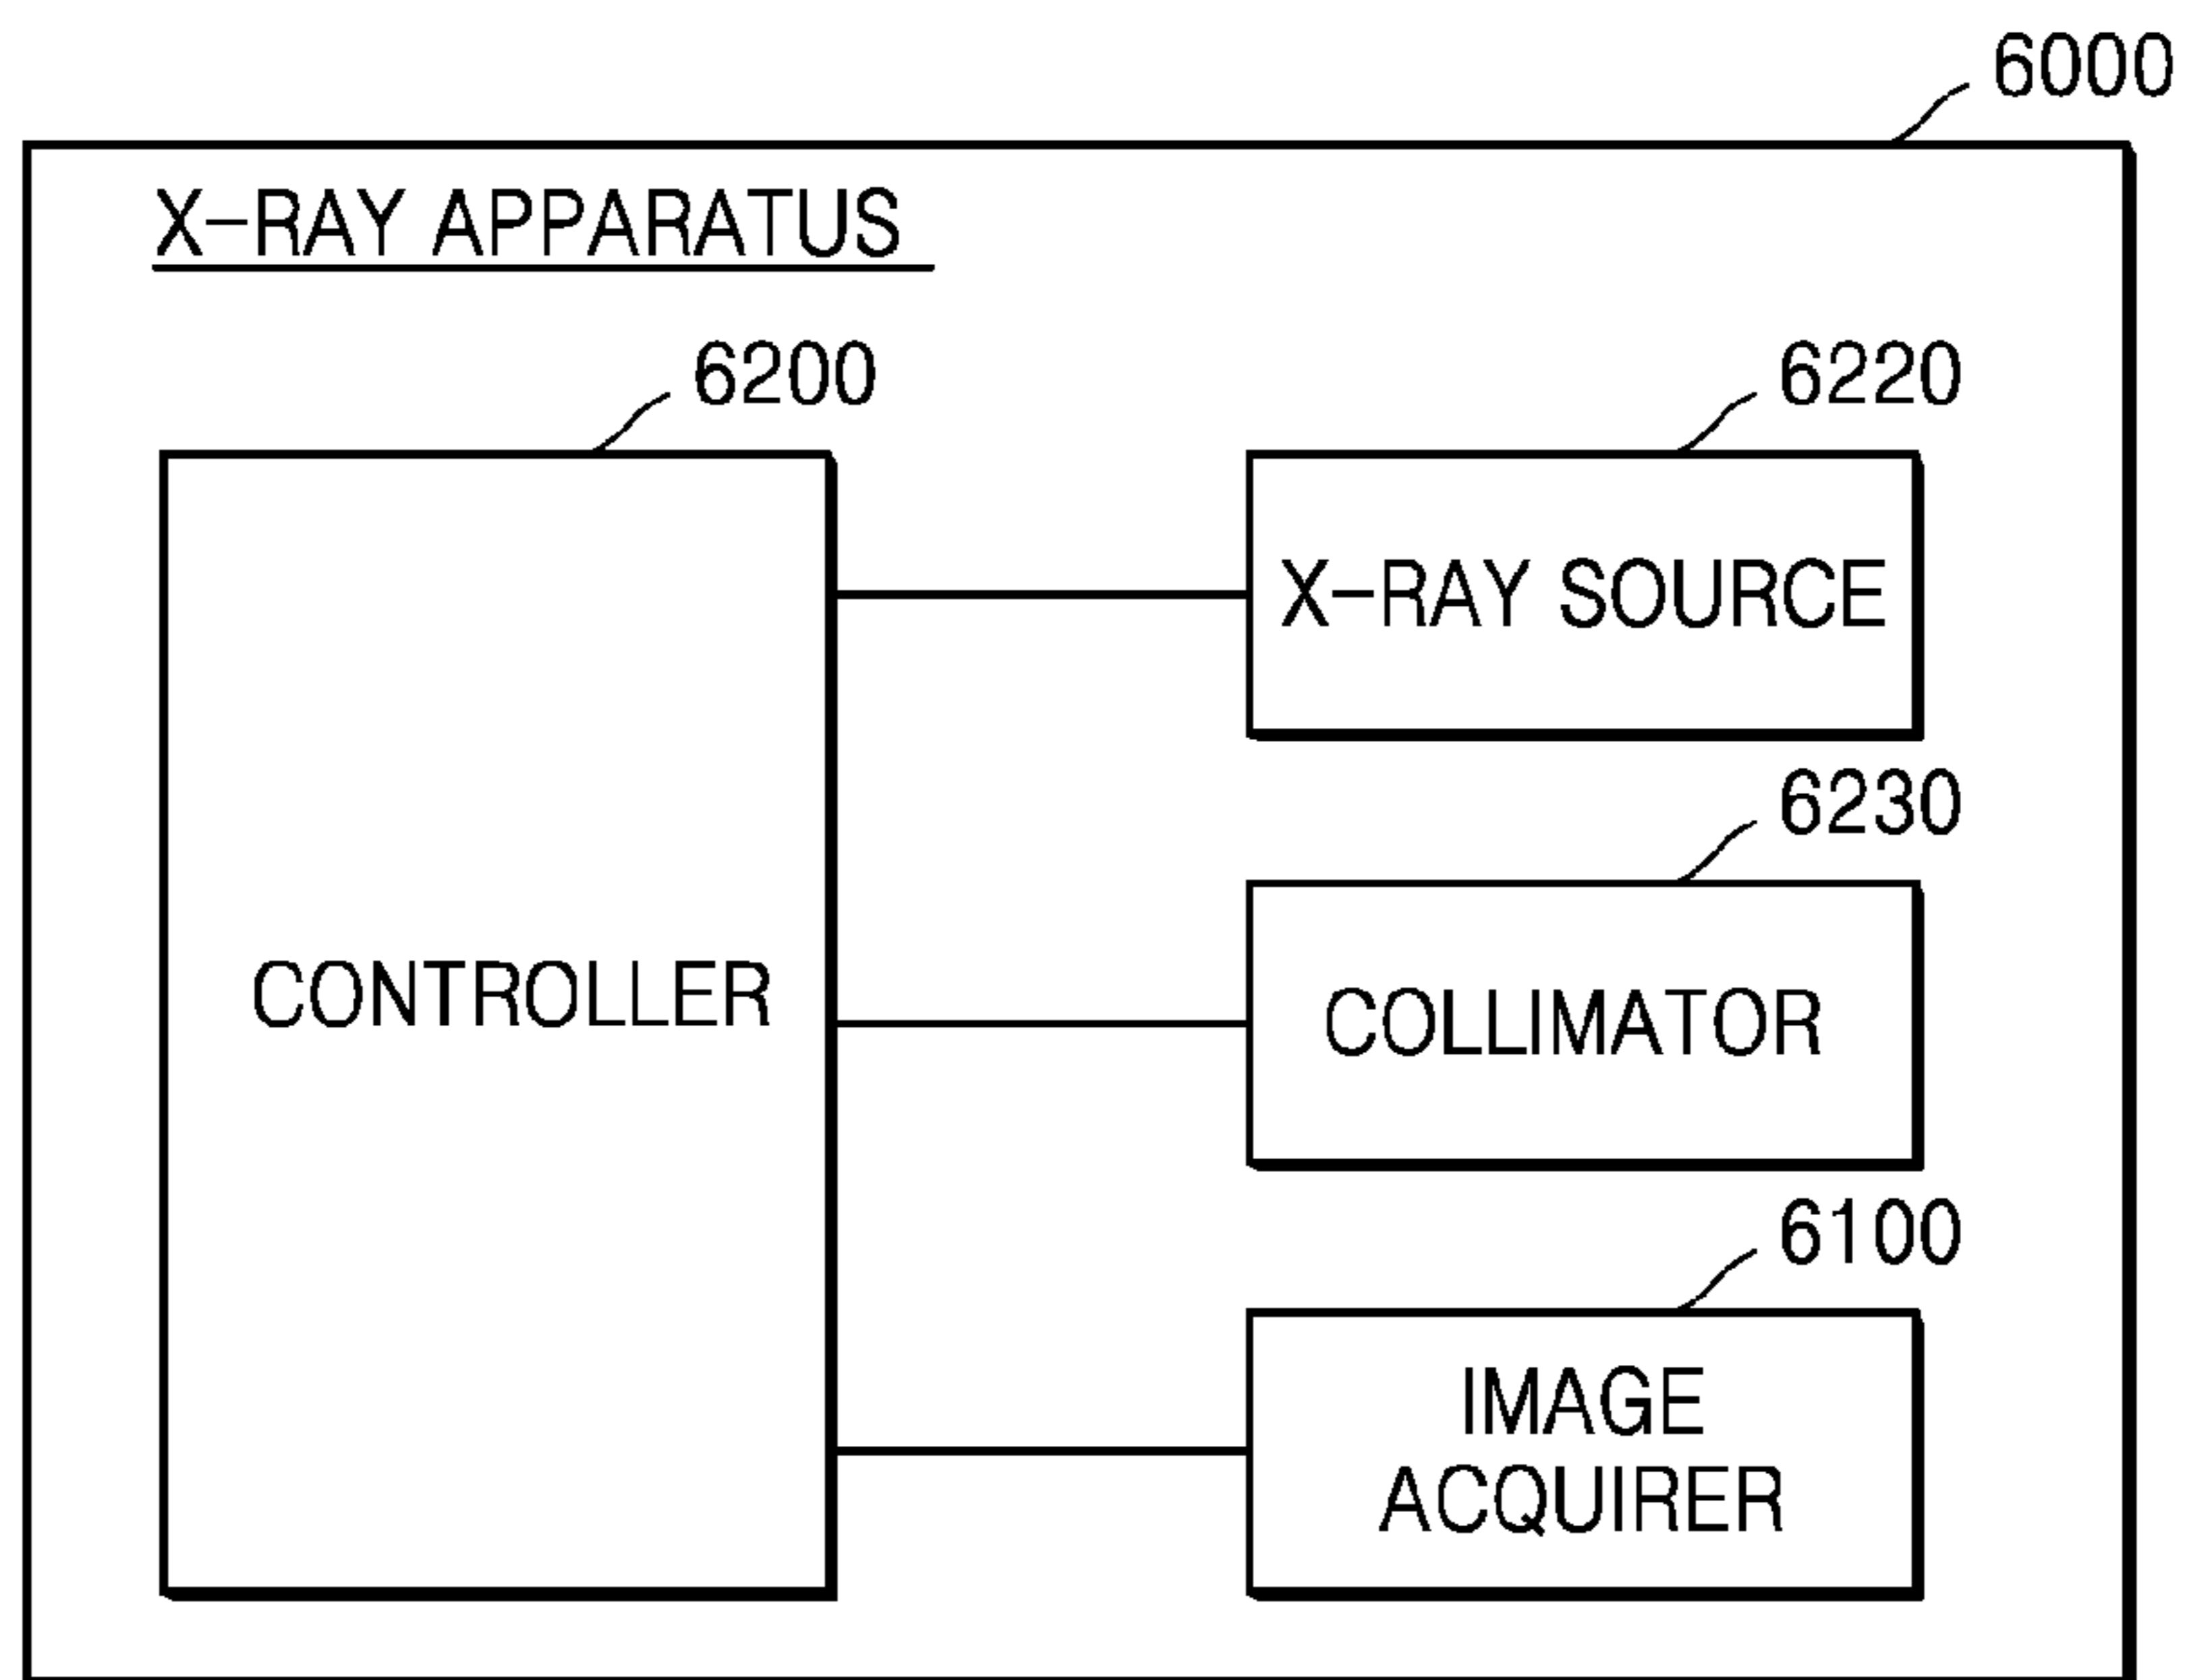 6000
X-RAY APPARATUS
6200
6220
X-RAY SOURCE
6230
CONTROLLER
COLLIMATOR
6100
IMAGE
ACQUIRER